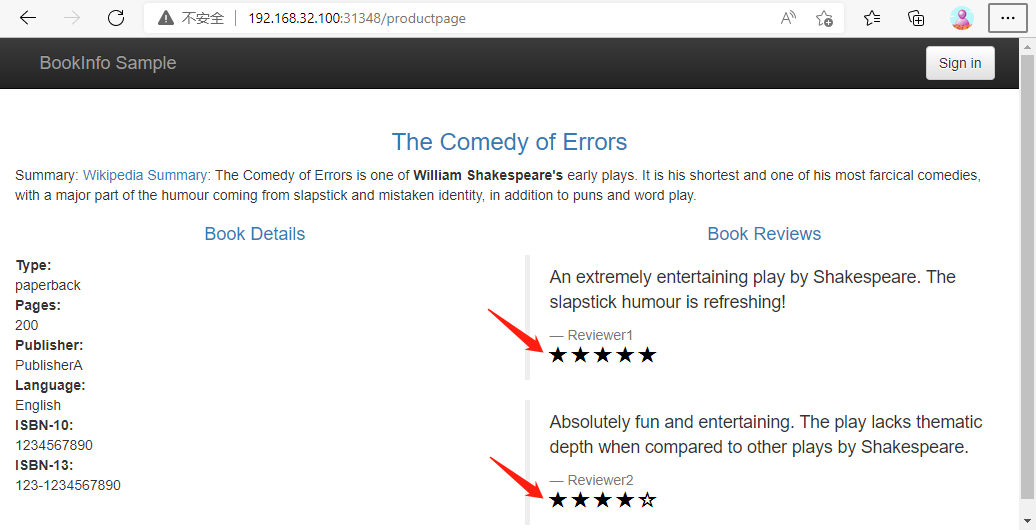 不安全 192.168.32.100:31348/productpage
BookInfo Sample
Sign in
The Comedy of Errors
Summary: Wikipedia Summary: The Comedy of Errors is one of William Shakespeare's early plays. It is his shortest and one of his most farcical comedies,
with a major part of the humour coming from slapstick and mistaken identity, in addition to puns and word play.
Book Details
Type:
paperback
Pages:
200
Publisher:
PublisherA
Language:
English
ISBN-10:
1234567890
ISBN-13:
123-1234567890
Book Reviews
An extremely entertaining play by Shakespeare. The
slapstick humour is refreshing!
— Reviewer1
★★★★★
Absolutely fun and entertaining. The play lacks thematic
depth when compared to other plays by Shakespeare.
— Reviewer2
★★★★☆